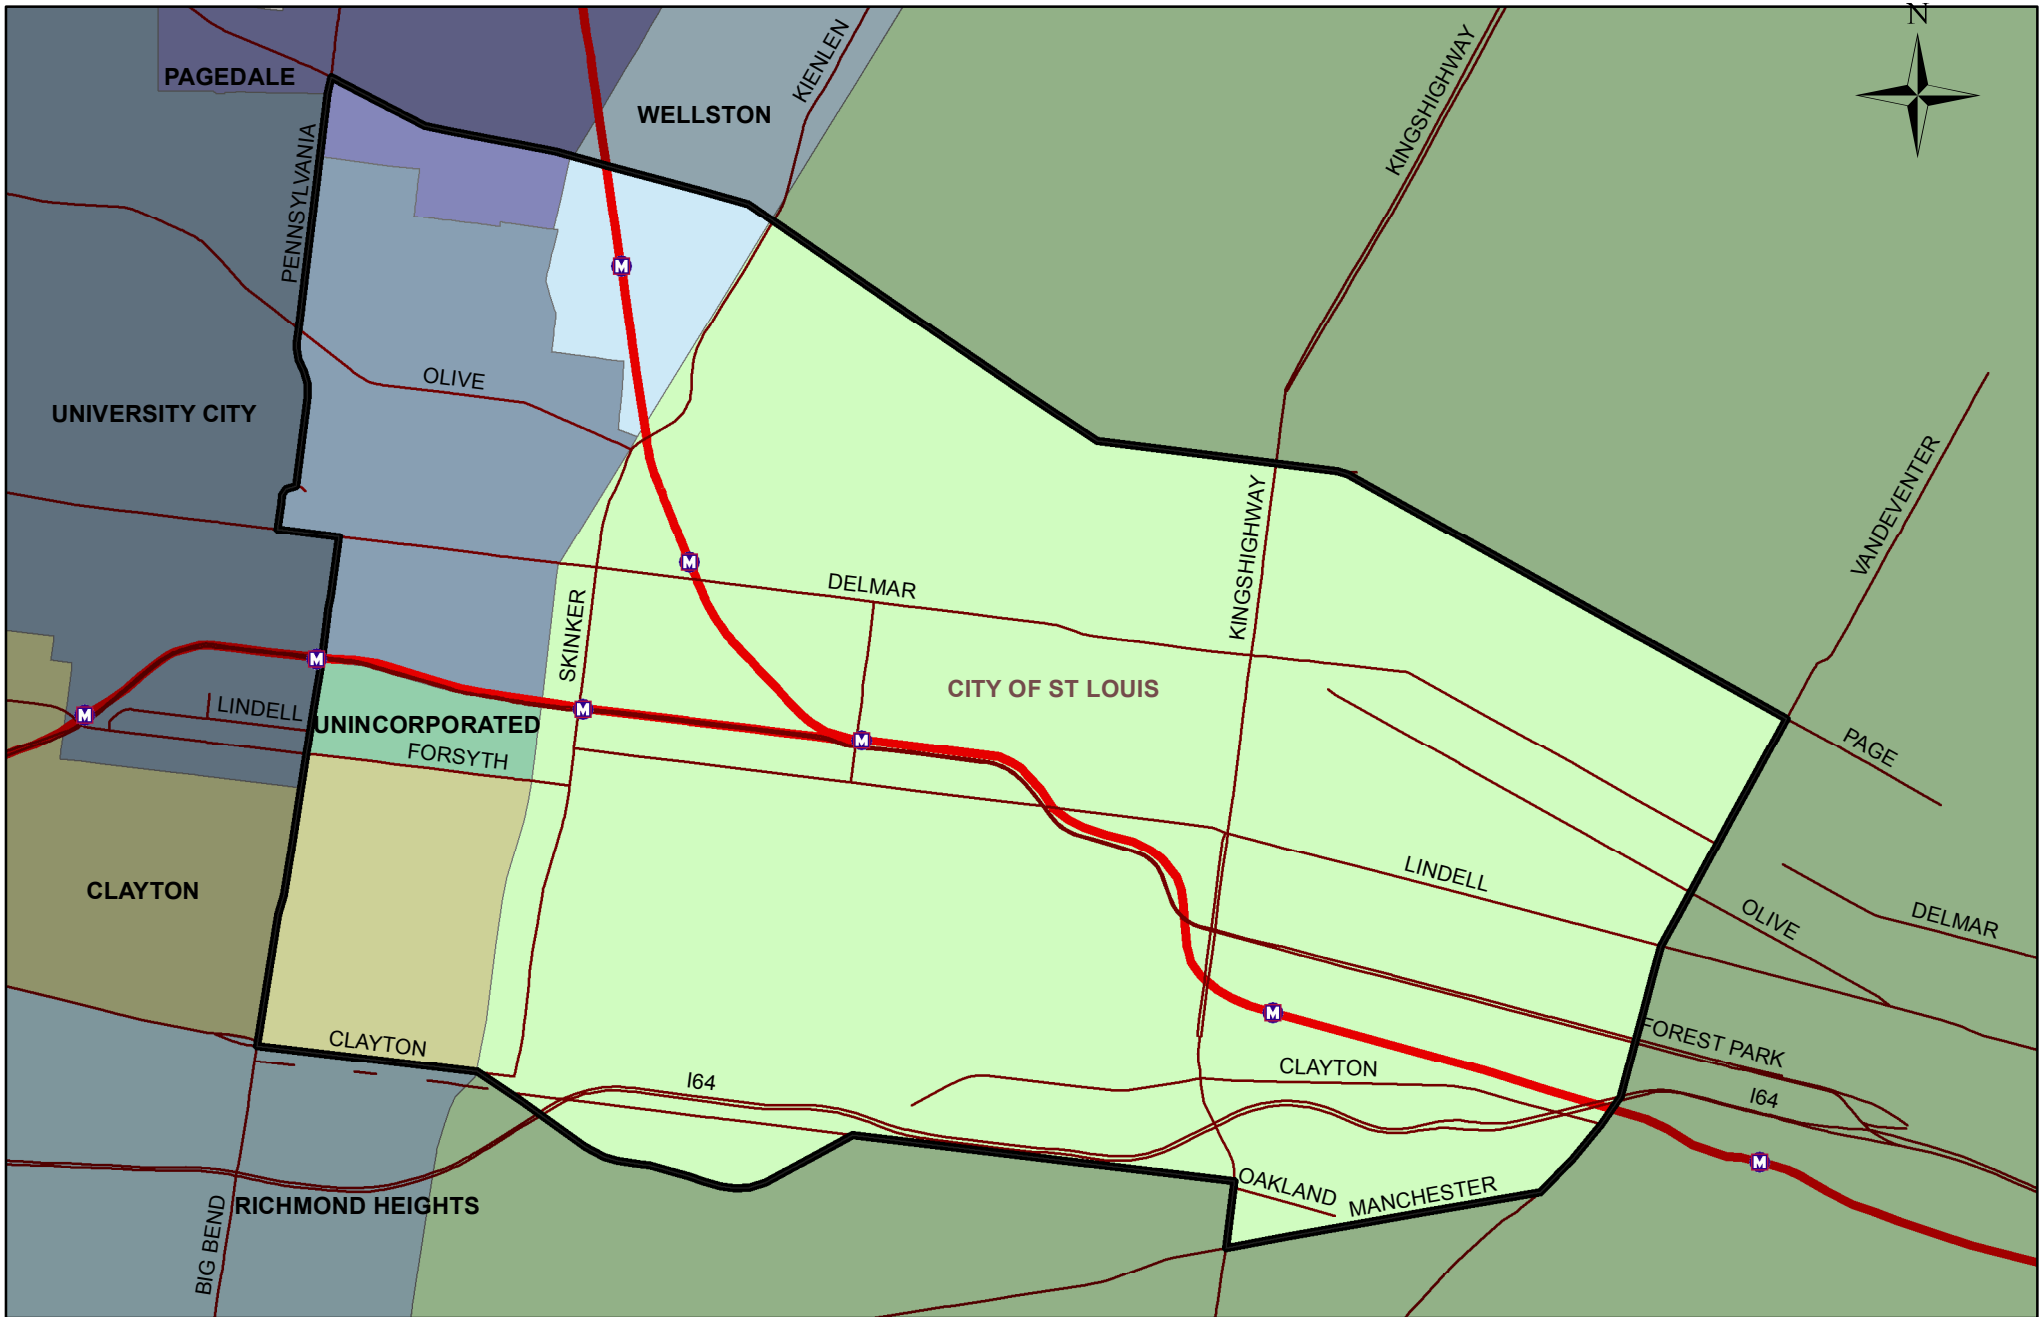 N
PAGEDALE
WELLSTON
KIENLEN
KINGSHIGHWAY
PENNSYLVANIA
M
OLIVE
UNIVERSITY CITY
VANDEVENTER
KINGSHIGHWAY
M
DELMAR
SKINKER
M
CITY OF ST LOUIS
LINDELL
M
M
UNINCORPORATED
M
FORSYTH
PAGE
CLAYTON
LINDELL
OLIVE
DELMAR
M
CLAYTON
FOREST PARK
I64
CLAYTON
I64
M
RICHMOND HEIGHTS
OAKLAND
MANCHESTER
BIG BEND